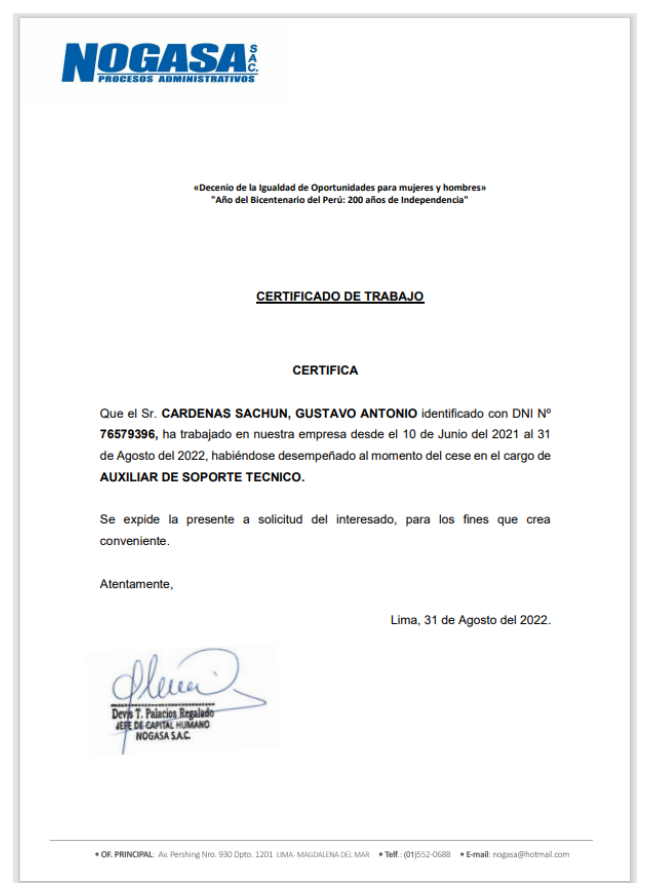 NOGASA S.A.C.
PROCESOS ADMINISTRATIVOS
«Decenio de la Igualdad de Oportunidades para mujeres y hombres»
"Año del Bicentenario del Perú: 200 años de Independencia"
CERTIFICADO DE TRABAJO
CERTIFICA
Que el Sr. CARDENAS SACHUN, GUSTAVO ANTONIO identificado con DNI Nº
76579396, ha trabajado en nuestra empresa desde el 10 de Junio del 2021 al 31
de Agosto del 2022, habiéndose desempeñado al momento del cese en el cargo de
AUXILIAR DE SOPORTE TECNICO.
Se expide la presente a solicitud del interesado, para los fines que crea
conveniente.
Atentamente,
Lima, 31 de Agosto del 2022.
Devis T. Palacios Regalado
JEFE DE CAPITAL HUMANO
NOGASA S.A.C.
• OF. PRINCIPAL: Av. Pershing Nro. 930 Dpto. 1201 LIMA- MAGDALENA DEL MAR • Telf.: (01)552-0688 • E-mail: nogasa@hotmail.com